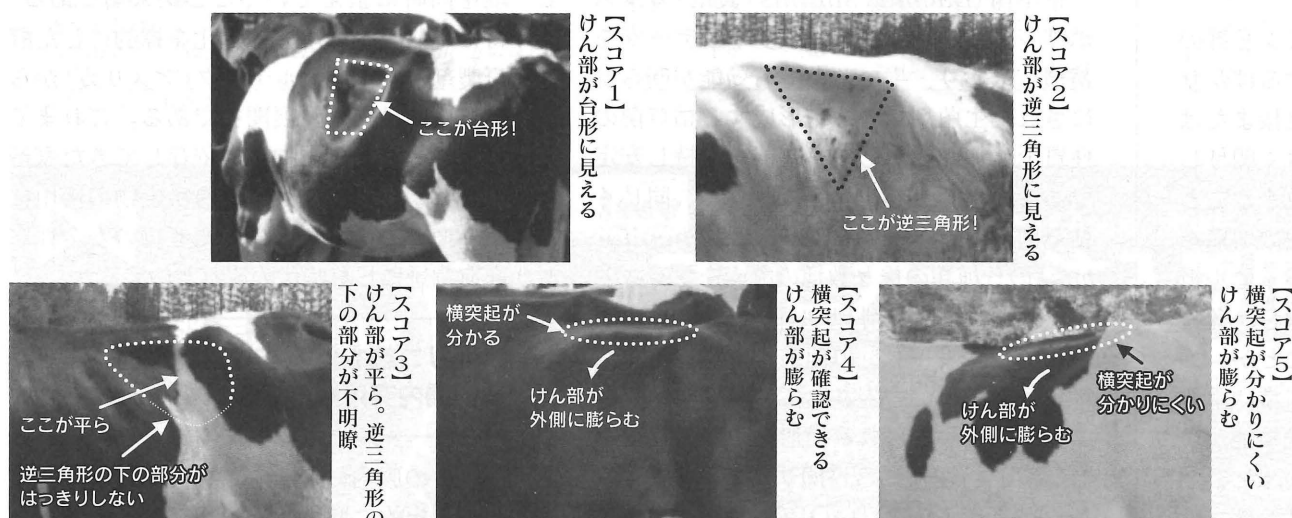 【スコア1】
けん部が台形に見える
ここが台形!
【スコア2】
けん部が逆三角形に見える
ここが逆三角形!
【スコア3】
けん部が平ら。逆三角形の
下の部分が不明瞭
ここが平ら
逆三角形の下の部分が
はっきりしない
【スコア4】
横突起が確認できる
けん部が膨らむ
横突起が
分かる
けん部が
外側に膨らむ
【スコア5】
横突起が分かりにくい
けん部が膨らむ
横突起が
分かりにくい
けん部が
外側に膨らむ